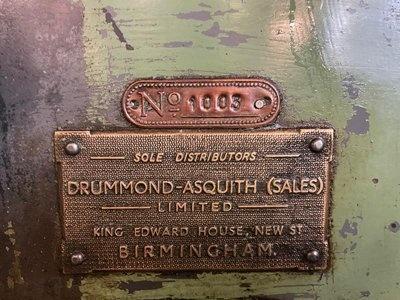 No 1003
SOLE DISTRIBUTORS
DRUMMOND-ASQUITH (SALES)
LIMITED
KING EDWARD HOUSE, NEW ST
BIRMINGHAM.